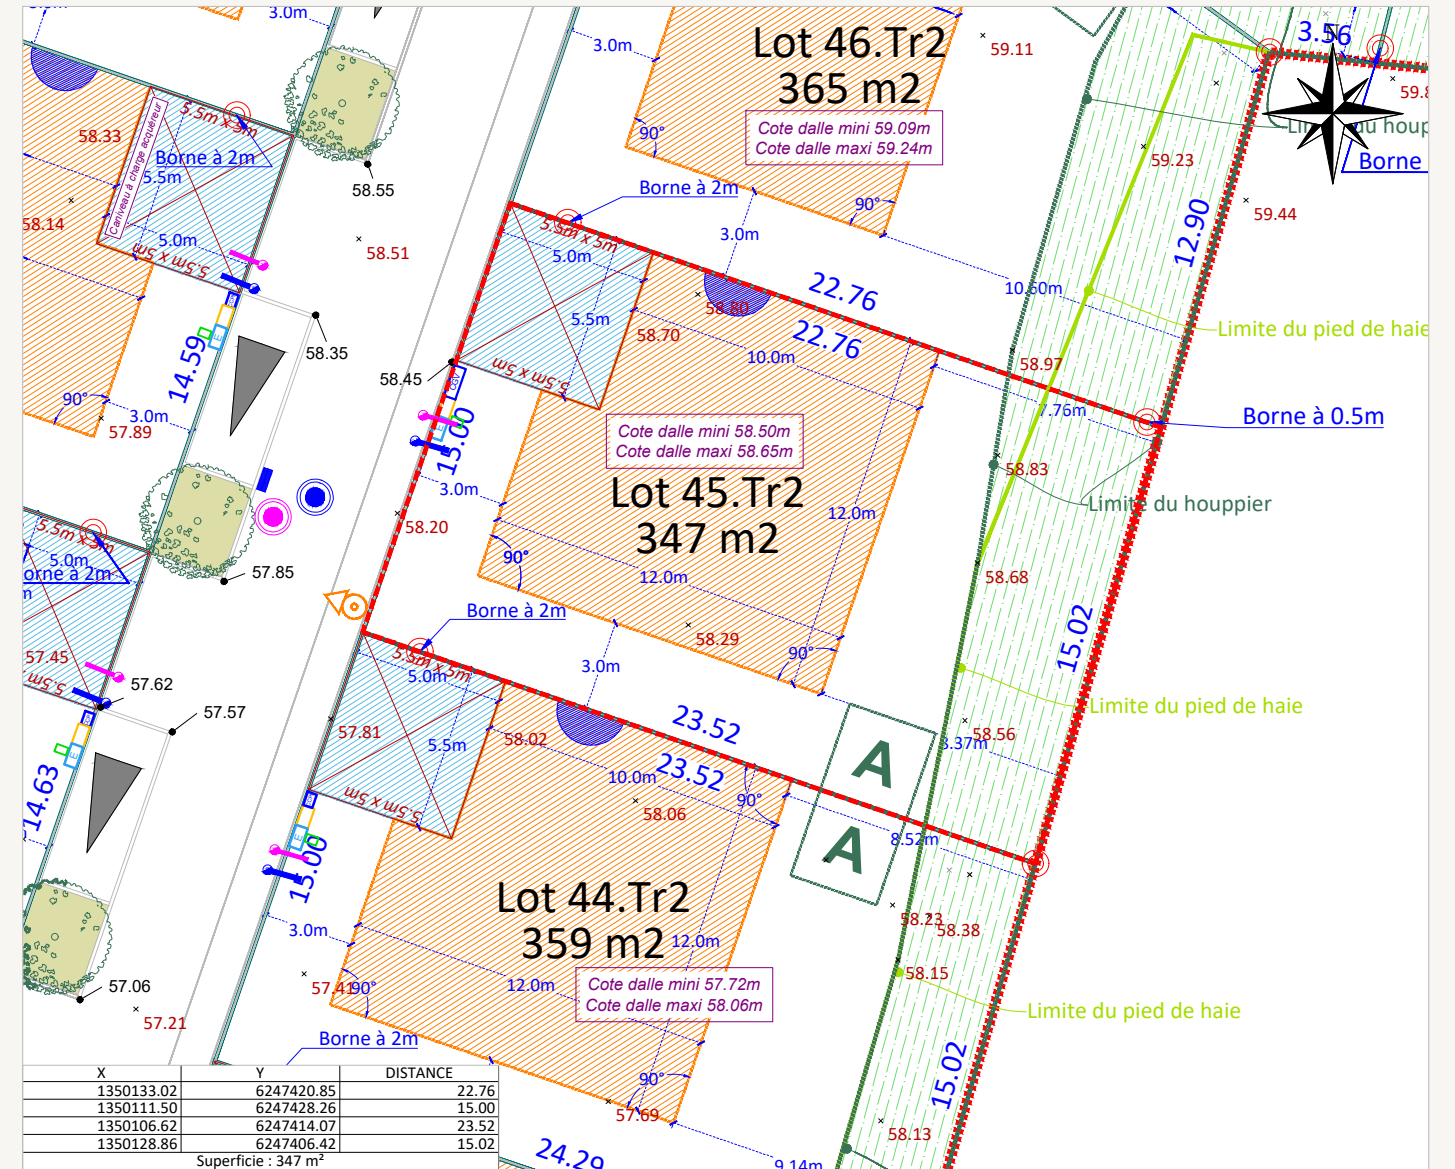 3.0m
3.0m
Lot 46.Tr2
365 m2
Cote dalle mini 59.09m
Cote dalle maxi 59.24m
59.11
3.56
58.33
5.5m x 5m
Caniveau à charge acquéreur
Borne à 2m
5.5m
5.0m
5.5m x 5m
58.14
58.55
58.51
90°
90°
59.23
Borne
59.44
12.90
Borne à 2m
5.5m x 5m
5.0m
3.0m
5.5m
58.80
58.70
22.76
22.76
10.60m
10.0m
Limite du pied de haie
58.97
7.76m
Borne à 0.5m
14.59
58.35
58.45
CGV
5.5m x 5m
90°
3.0m
57.89
15.00
3.0m
58.20
Cote dalle mini 58.50m
Cote dalle maxi 58.65m
Lot 45.Tr2
347 m2
12.0m
12.0m
58.83
Limite du houppier
58.68
90°
5.5m x 5m
5.0m
57.85
Borne à 2m
58.29
90°
3.0m
15.02
57.45
5.5m
57.62
57.57
5.5m x 5m
5.0m
57.81
5.5m
58.02
23.52
23.52
10.0m
A
A
58.56
Limite du pied de haie
90°
8.52m
14.63
E
5.5m x 5m
15.00
58.06
Lot 44.Tr2
359 m2
12.0m
12.0m
3.0m
57.41
90°
Cote dalle mini 57.72m
Cote dalle maxi 58.06m
58.23
58.38
58.15
Limite du pied de haie
57.06
57.21
Borne à 2m
90°
57.69
15.02
58.13
24.29
9.14m
X Y DISTANCE
1350133.02 6247420.85 22.76
1350111.50 6247428.26 15.00
1350106.62 6247414.07 23.52
1350128.86 6247406.42 15.02
Superficie : 347 m²